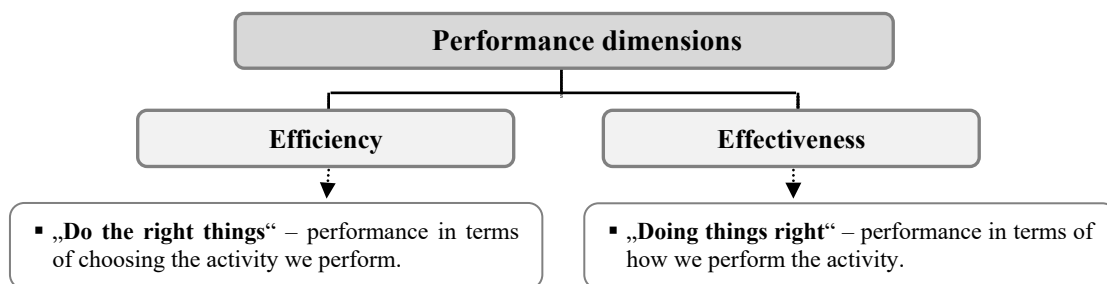 Performance dimensions
Efficiency
Effectiveness
▪ „Do the right things“ – performance in terms
of choosing the activity we perform.
▪ „Doing things right“ – performance in terms of
how we perform the activity.